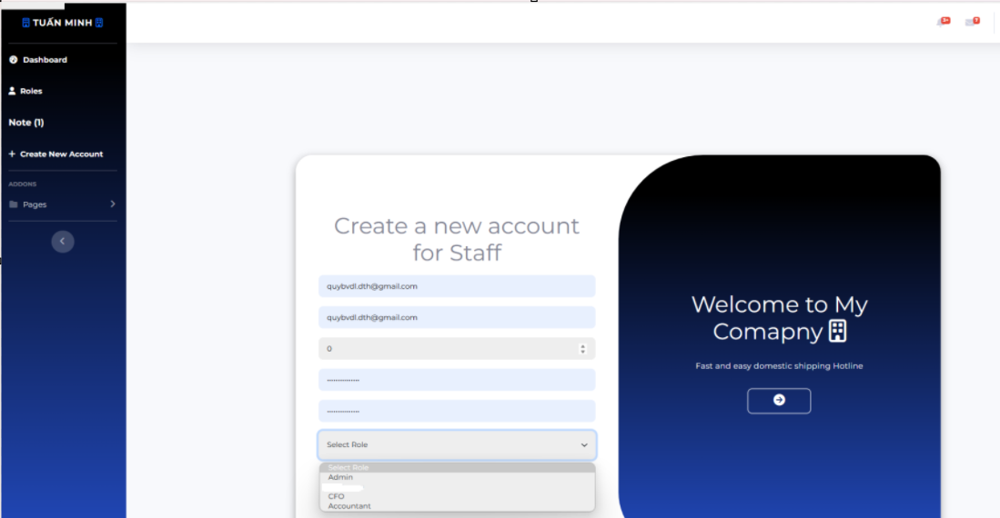 TUẤN MINH
3+
7
Dashboard
Roles
Note (1)
Create New Account
ADDONS
Pages
Create a new account
for Staff
quybvdl.dth@gmail.com
quybvdl.dth@gmail.com
0
Select Role
Select Role
Admin
CFO
Accountant
Welcome to My
Comapny
Fast and easy domestic shipping Hotline